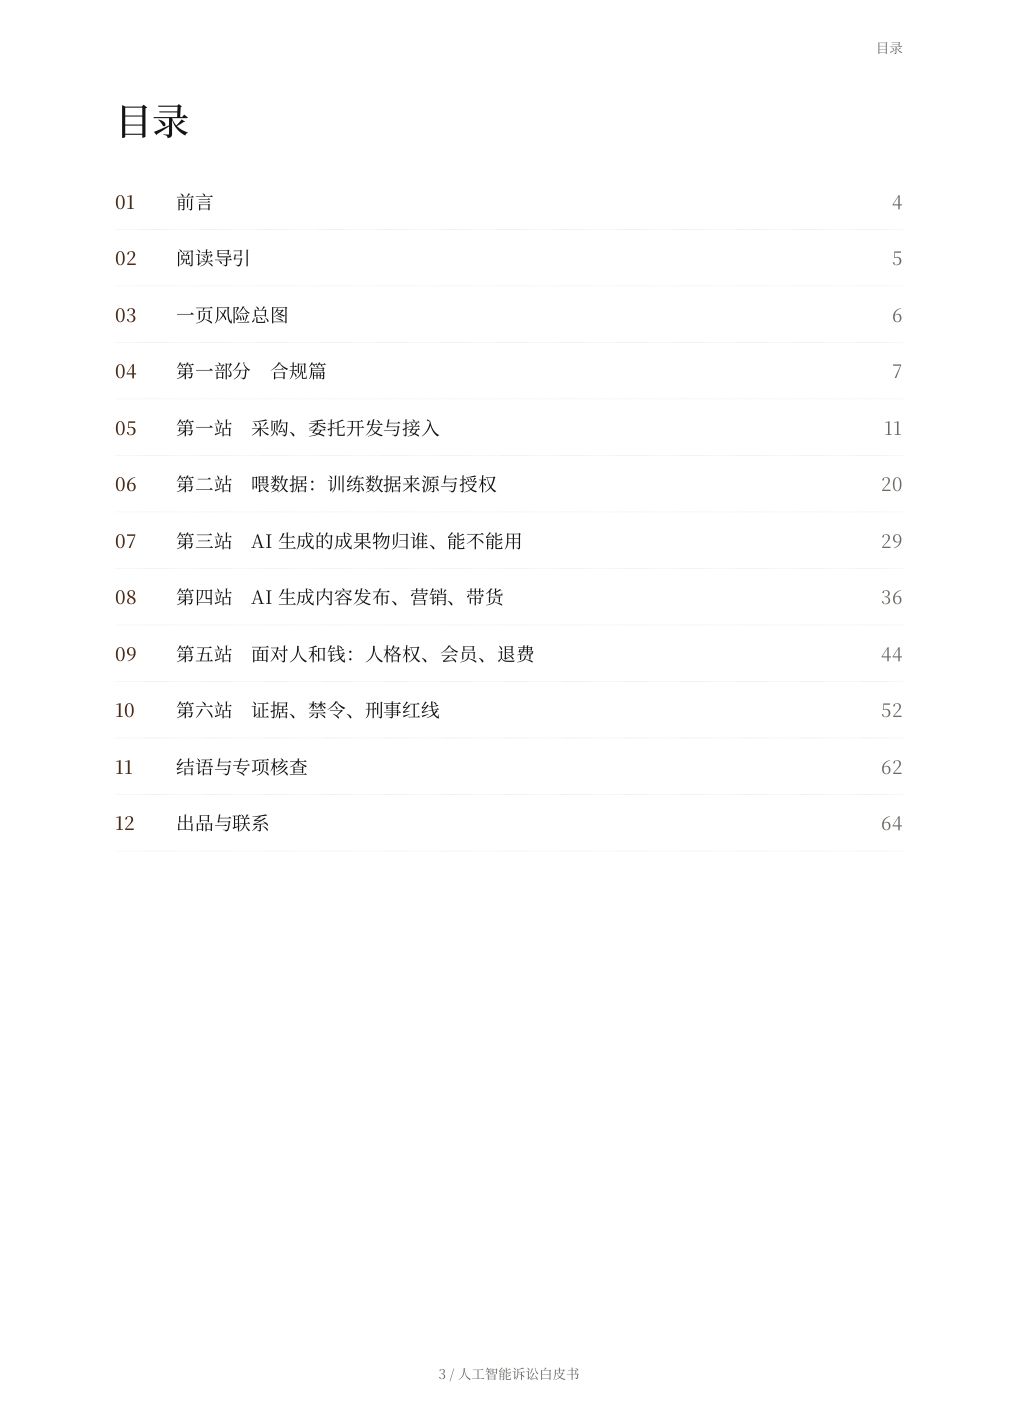 目录
目录
01 前言 4
02 阅读导引 5
03 一页风险总图 6
04 第一部分　合规篇 7
05 第一站　采购、委托开发与接入 11
06 第二站　喂数据：训练数据来源与授权 20
07 第三站　AI 生成的成果物归谁、能不能用 29
08 第四站　AI 生成内容发布、营销、带货 36
09 第五站　面对人和钱：人格权、会员、退费 44
10 第六站　证据、禁令、刑事红线 52
11 结语与专项核查 62
12 出品与联系 64
3 / 人工智能诉讼白皮书